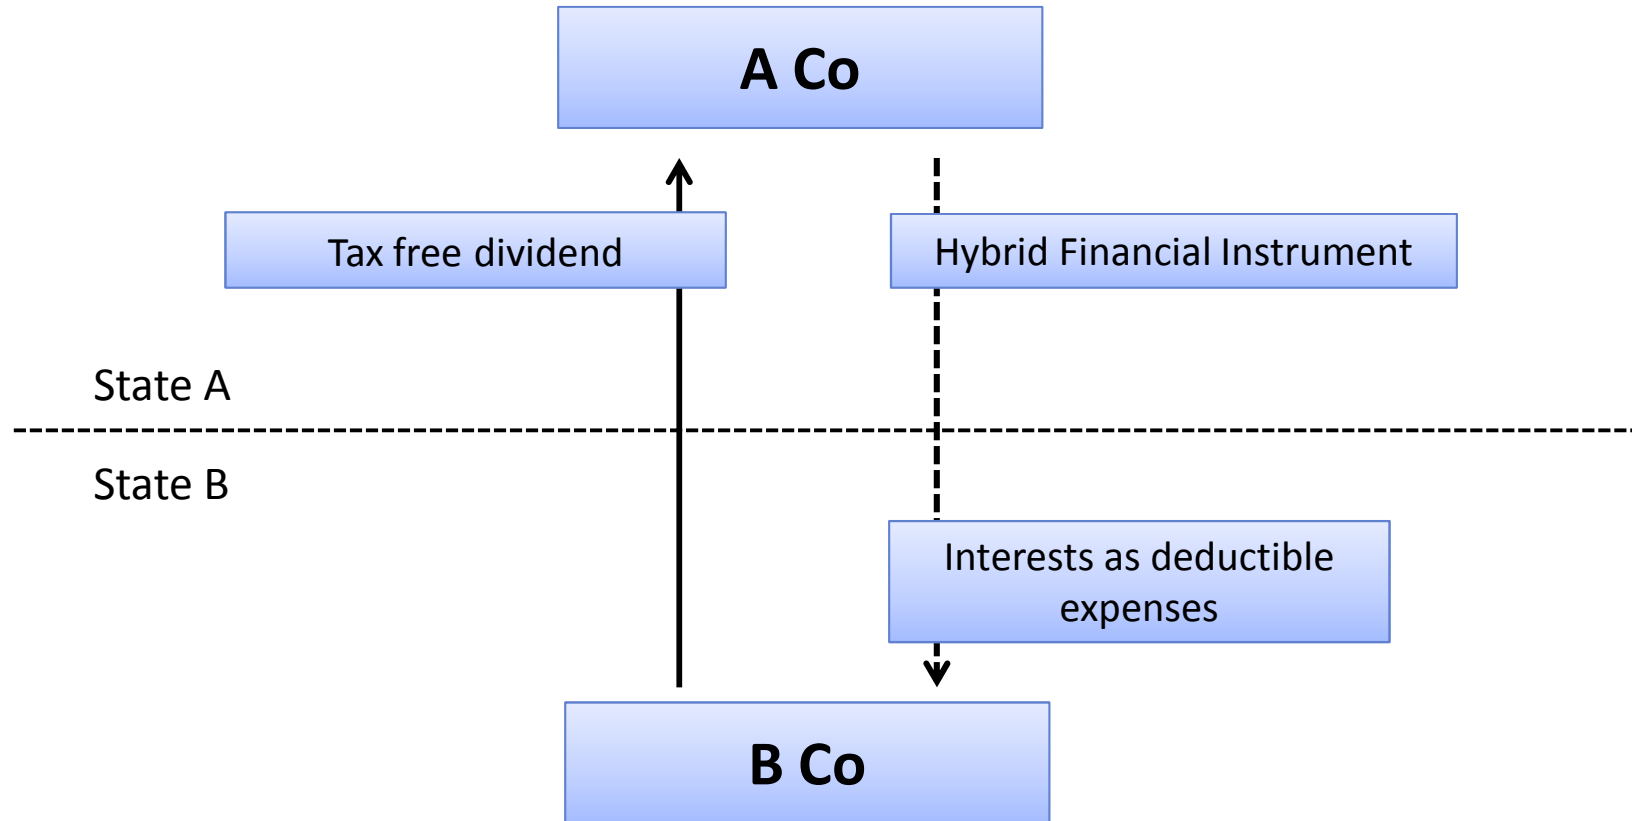 A Co
Tax free dividend
Hybrid Financial Instrument
State A
State B
Interests as deductible
expenses
B Co